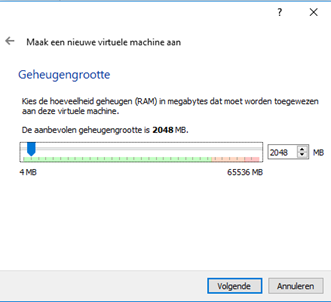 ?
Maak een nieuwe virtuele machine aan
Geheugengrootte
Kies de hoeveelheid geheugen (RAM) in megabytes dat moet worden toegewezen
aan deze virtuele machine.
De aanbevolen geheugengrootte is 2048 MB.
2048 MB
4 MB 65536 MB
Volgende Annuleren